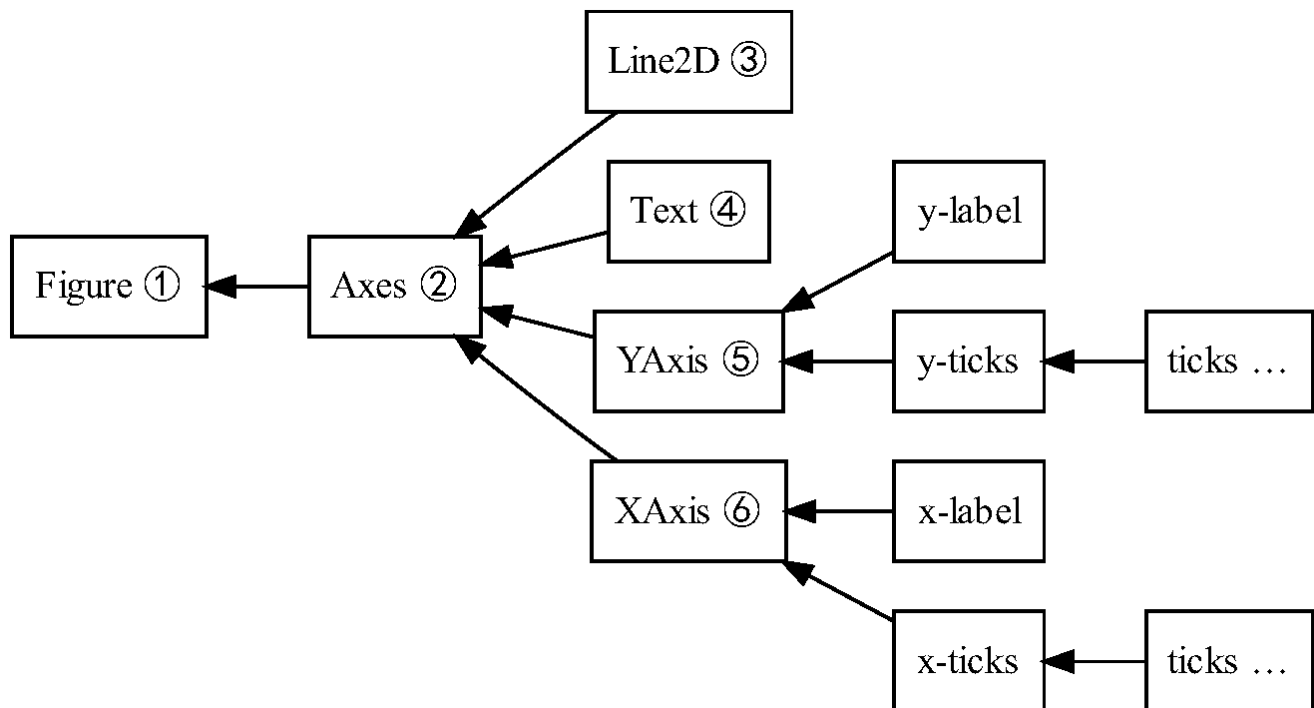 Line2D ③
Text ④
y-label
Figure ①
Axes ②
YAxis ⑤
y-ticks
ticks …
XAxis ⑥
x-label
x-ticks
ticks …